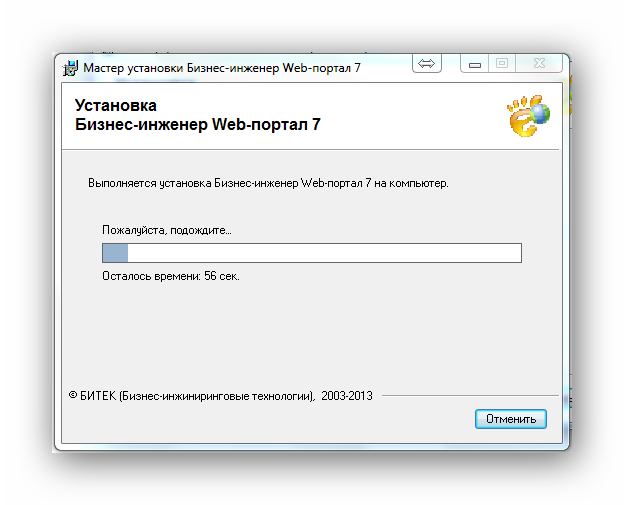 Мастер установки Бизнес-инженер Web-портал 7
Установка
Бизнес-инженер Web-портал 7
Выполняется установка Бизнес-инженер Web-портал 7 на компьютер.
Пожалуйста, подождите...
Осталось времени: 56 сек.
© БИТЕК (Бизнес-инжиниринговые технологии), 2003-2013
Отменить